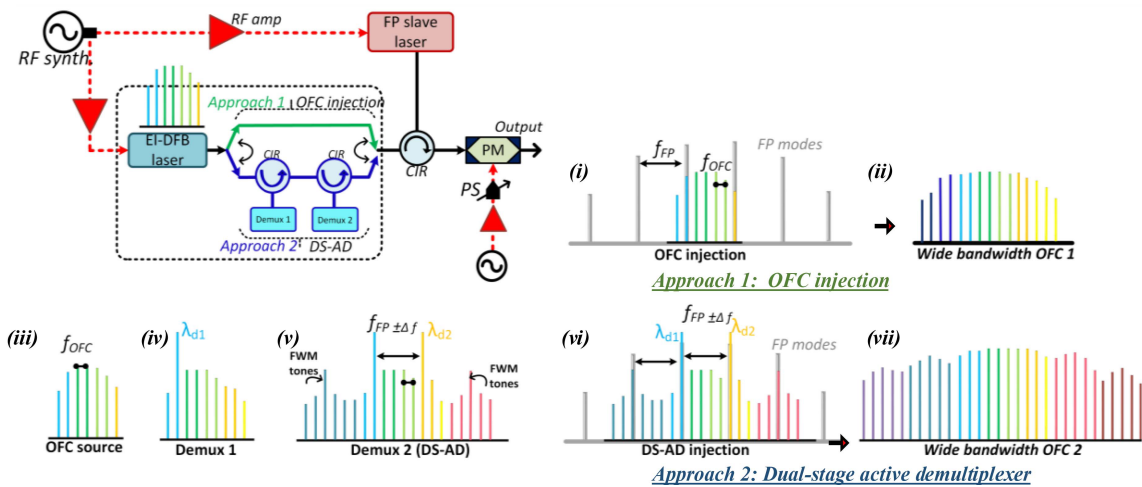 RF amp
FP slave
laser
RF synth
Approach 1 OFC injection
EI-DFB
laser
CIR
CIR
Demux 1
Demux 2
Approach 2 DS-AD
CIR
Output
PM
PS
(i)
f_FP
f_OFC
FP modes
OFC injection
(ii)
Wide bandwidth OFC 1
Approach 1: OFC injection
(iii)
f_OFC
OFC source
(iv)
λ_d1
Demux 1
(v)
f_FP ±Δf
λ_d2
FWM
tones
FWM
tones
Demux 2 (DS-AD)
(vi)
λ_d1
f_FP ±Δf
λ_d2
FP modes
DS-AD injection
(vii)
Wide bandwidth OFC 2
Approach 2: Dual-stage active demultiplexer